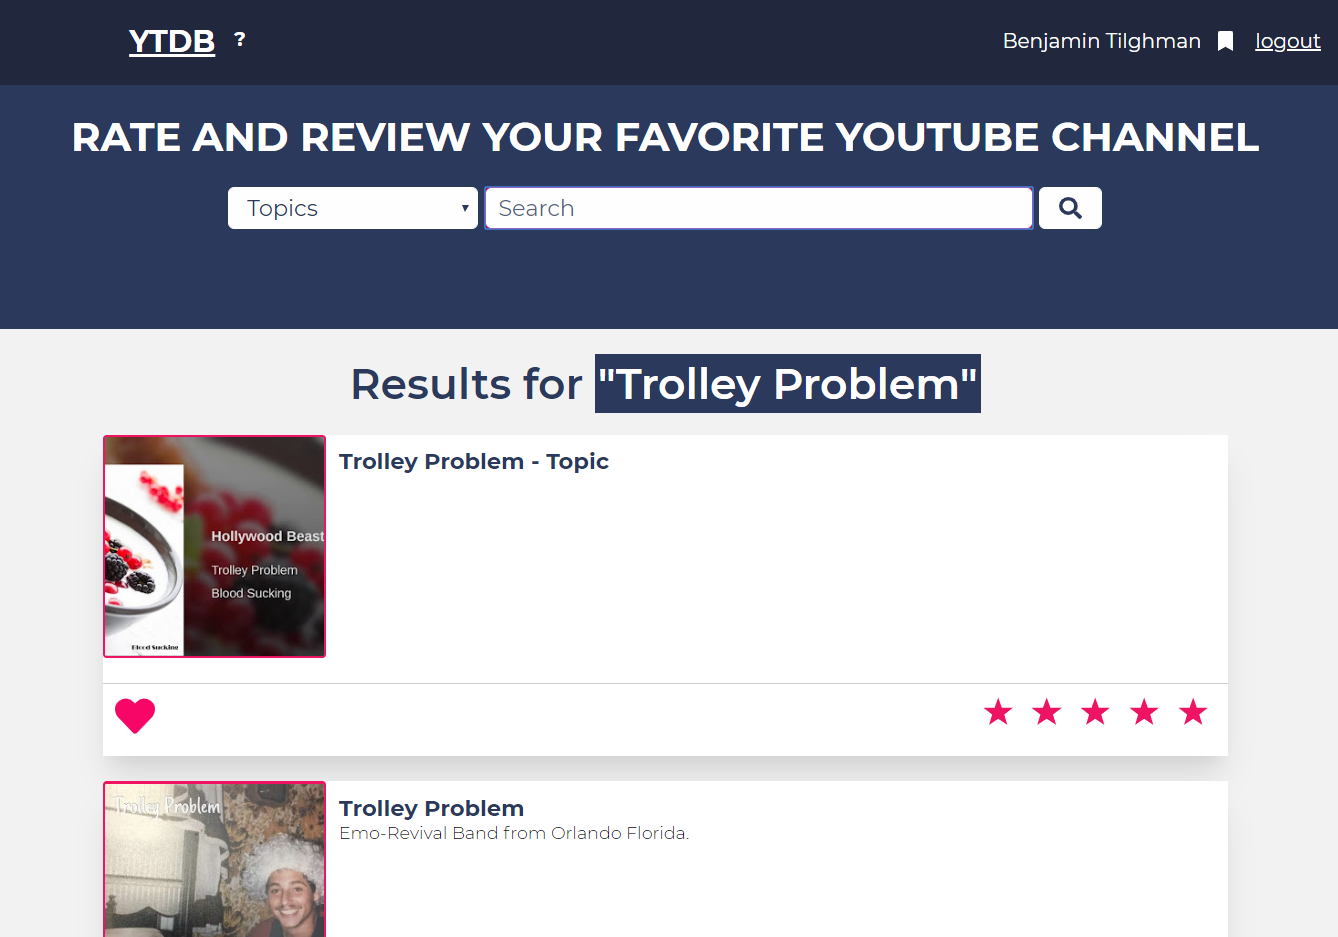 YTDB ?
Benjamin Tilghman logout
RATE AND REVIEW YOUR FAVORITE YOUTUBE CHANNEL
Topics
Search
Results for "Trolley Problem"
Trolley Problem - Topic
Hollywood Beast
Trolley Problem
Blood Sucking
Blood Sucking
Trolley Problem
Emo-Revival Band from Orlando Florida.
Trolley Problem